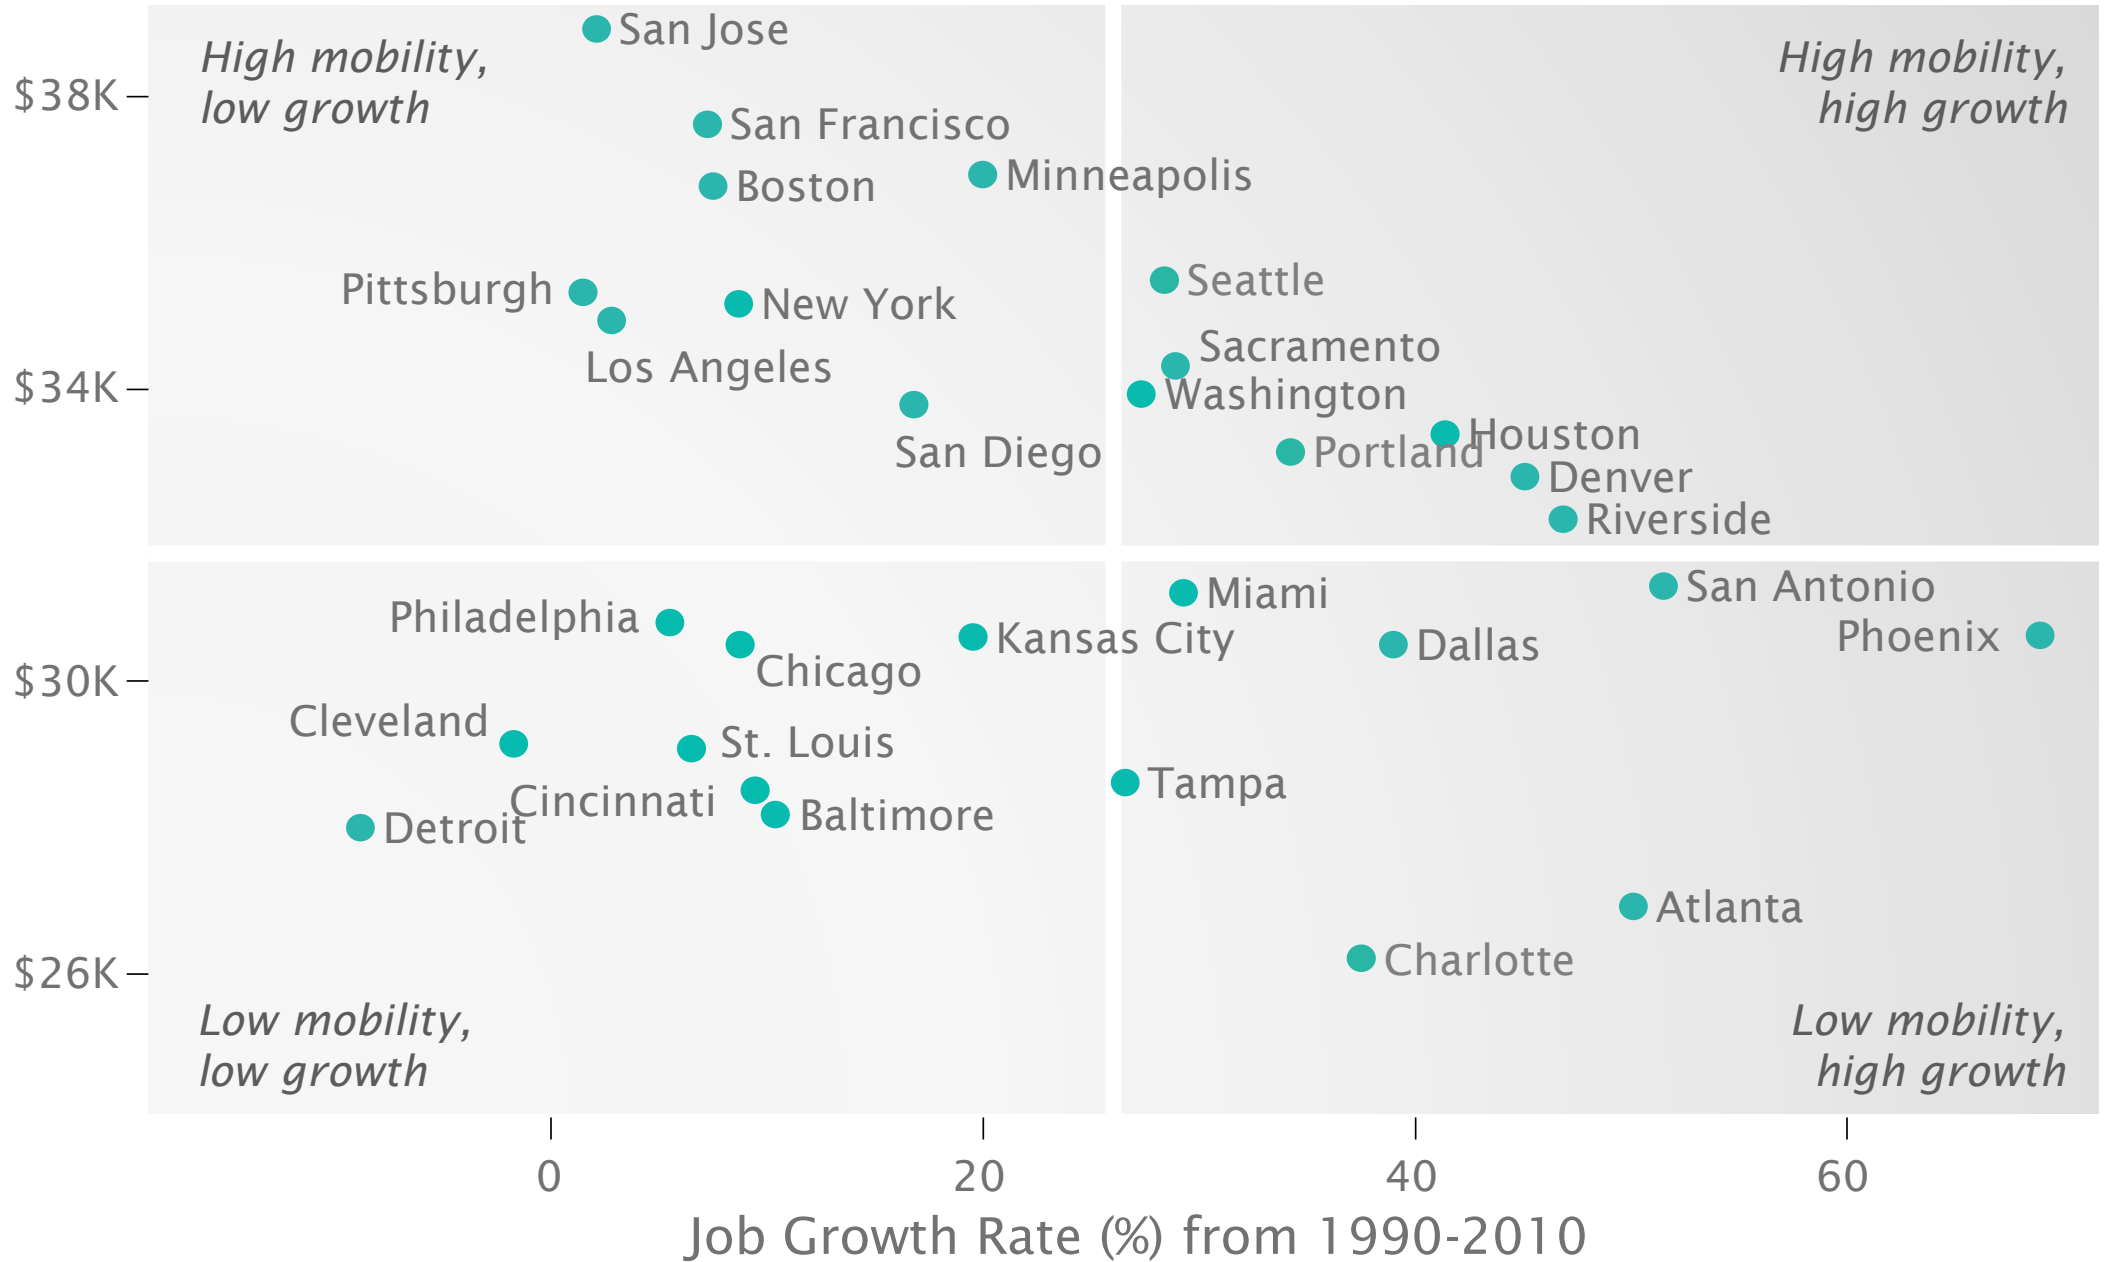 San Jose
High mobility,
low growth
High mobility,
high growth
$38K
San Francisco
Boston
Minneapolis
Pittsburgh
New York
Seattle
Los Angeles
Sacramento
$34K
Washington
San Diego
Portland
Houston
Denver
Riverside
Miami
San Antonio
Philadelphia
Kansas City
Dallas
Phoenix
Chicago
$30K
Cleveland
St. Louis
Tampa
Cincinnati
Baltimore
Detroit
Atlanta
Charlotte
$26K
Low mobility,
low growth
Low mobility,
high growth
0
20
40
60
Job Growth Rate (%) from 1990-2010